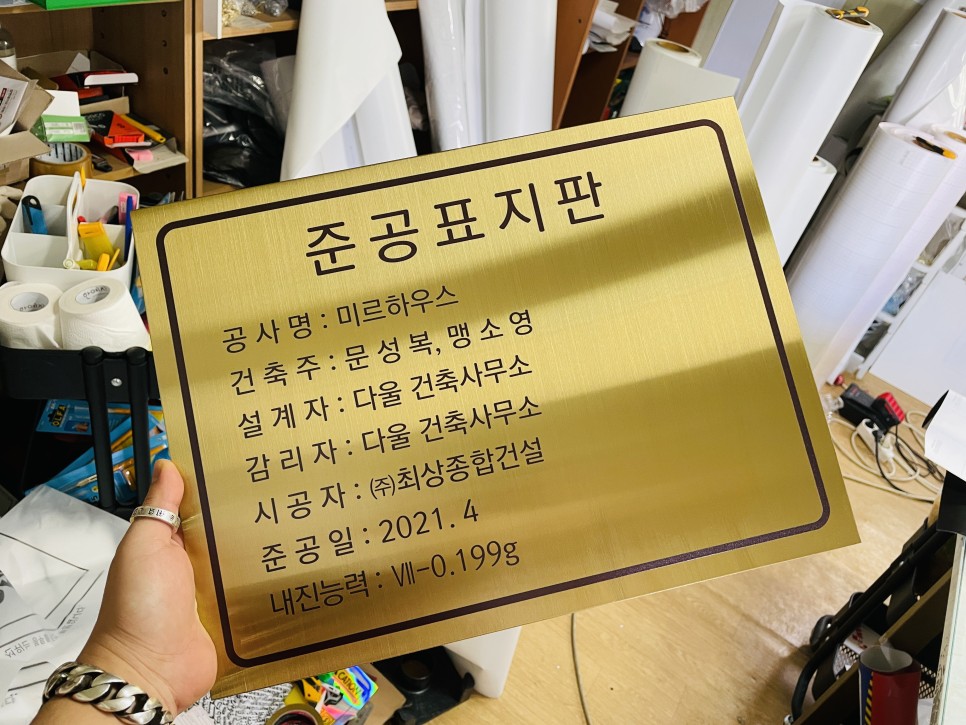 준공표지판
공 사 명 : 미르하우스
건 축 주 : 문 성 복, 맹 소 영
설 계 자 : 다울 건축사무소
감 리 자 : 다울 건축사무소
시 공 자 : ㈜최상종합건설
준 공 일 : 2021. 4
내진능력 : Ⅶ-0.199g